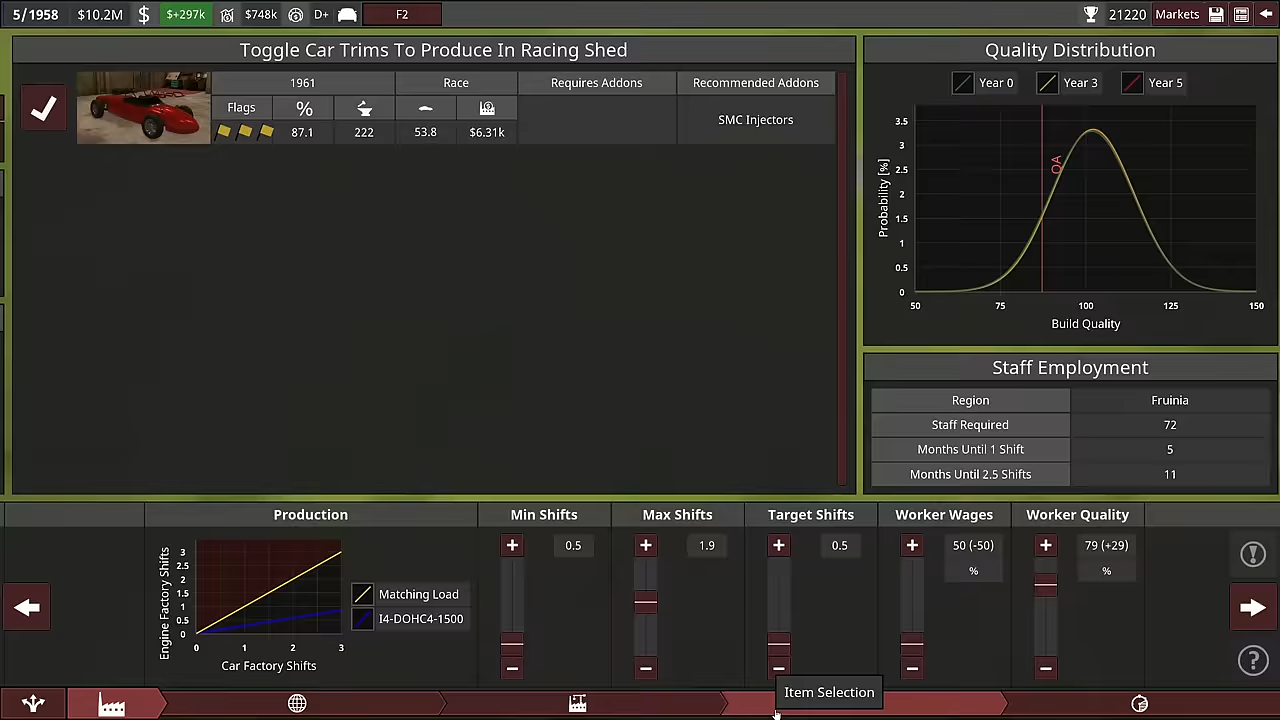 5/1958 $10.2M $+297k $748k D+ F2 21220 Markets
Toggle Car Trims To Produce In Racing Shed
1961 Race Requires Addons Recommended Addons
Flags %
87.1 222 53.8 $6.31k SMC Injectors
Quality Distribution
Year 0 Year 3 Year 5
Probability [%]
3.5
3
2.5
2
1.5
1
0.5
0
QA
50 75 100 125 150
Build Quality
Staff Employment
Region Fruinia
Staff Required 72
Months Until 1 Shift 5
Months Until 2.5 Shifts 11
Production
Engine Factory Shifts
3
2.5
2
1.5
1
0.5
0
0 1 2 3
Car Factory Shifts
Matching Load
I4-DOHC4-1500
Min Shifts Max Shifts Target Shifts Worker Wages Worker Quality
+ 0.5 + 1.9 + 0.5 + 50 (-50) + 79 (+29)
% %
Item Selection